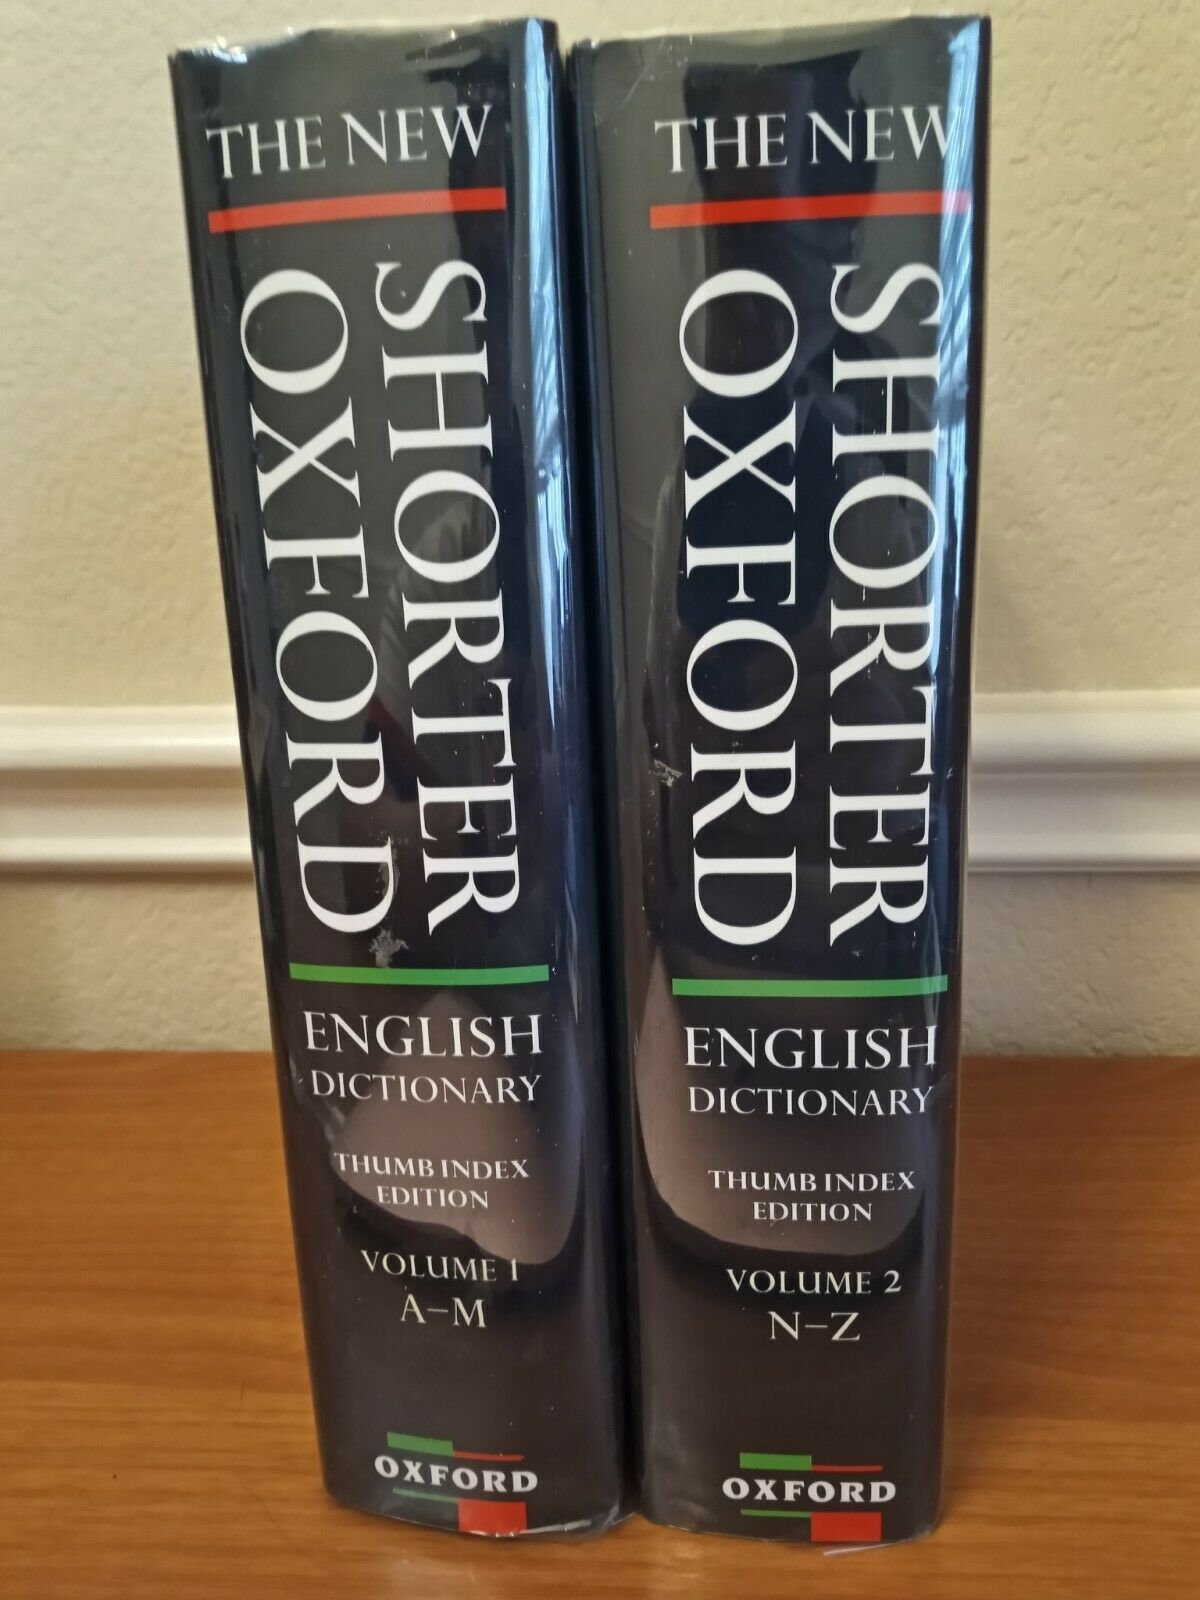 THE NEW
SHORTER
OXFORD
ENGLISH
DICTIONARY
THUMB INDEX
EDITION
VOLUME 1
A–M
OXFORD
THE NEW
SHORTER
OXFORD
ENGLISH
DICTIONARY
THUMB INDEX
EDITION
VOLUME 2
N–Z
OXFORD